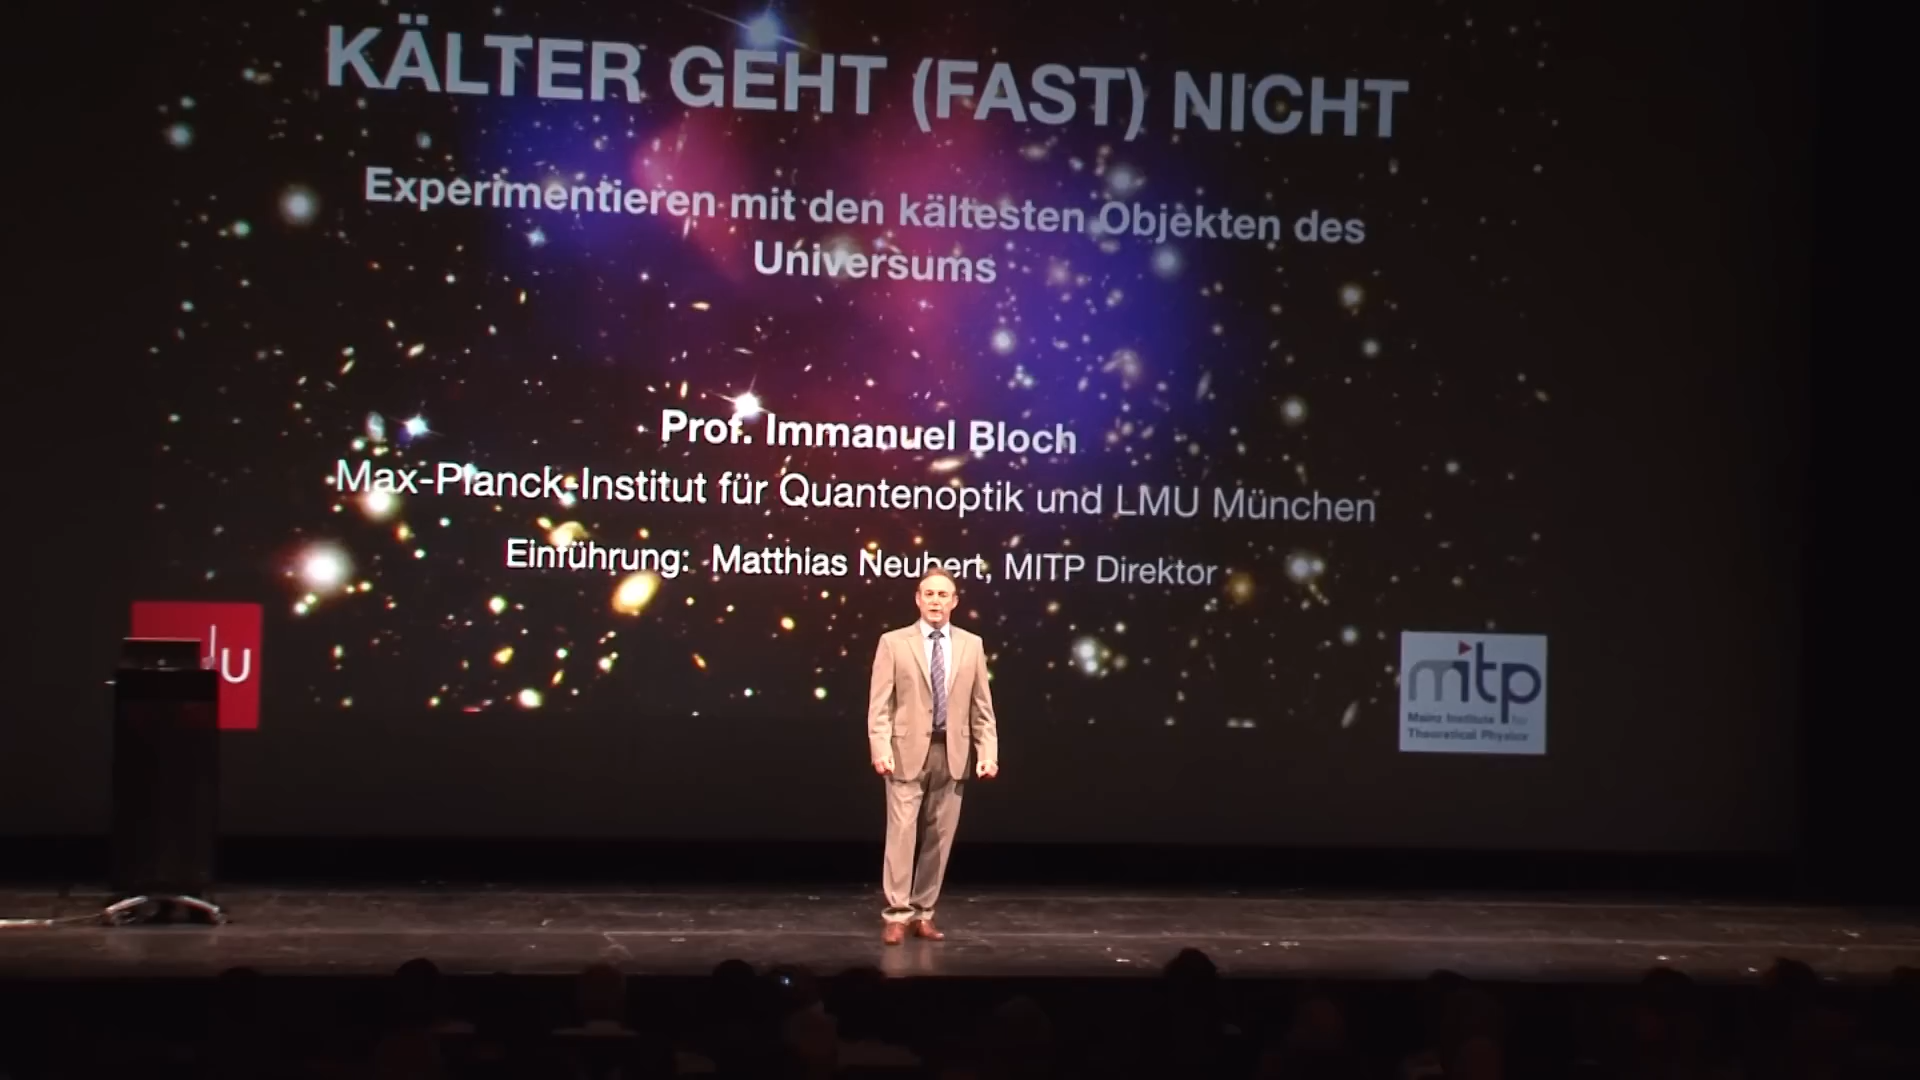 KÄLTER GEHT (FAST) NICHT
Experimentieren mit den kältesten Objekten des
Universums
Prof. Immanuel Bloch
Max-Planck-Institut für Quantenoptik und LMU München
Einführung: Matthias Neubert, MITP Direktor
U
mitp
Mainz Institute for
Theoretical Physics